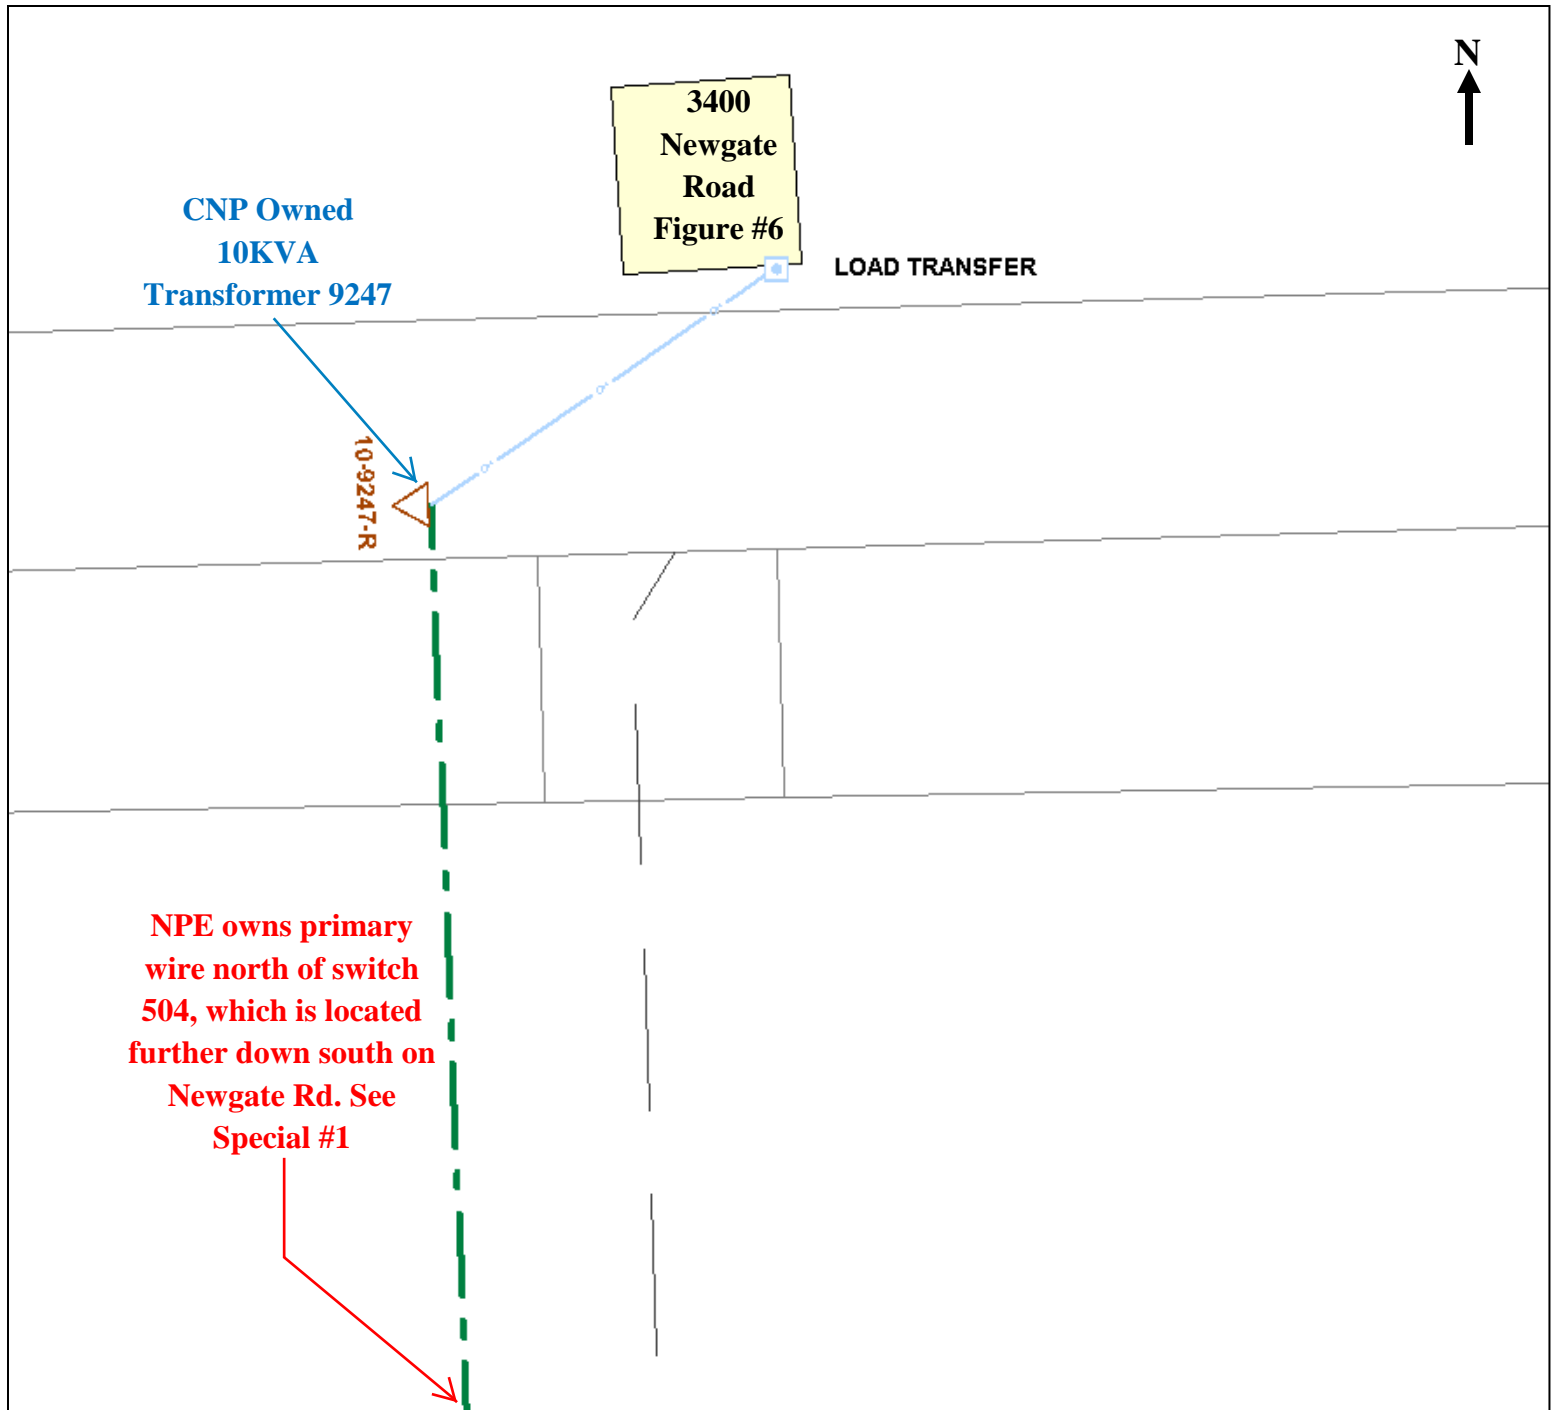 N
3400
Newgate
Road
Figure #6
CNP Owned
10KVA
Transformer 9247
LOAD TRANSFER
10-9247-R
NPE owns primary
wire north of switch
504, which is located
further down south on
Newgate Rd. See
Special #1